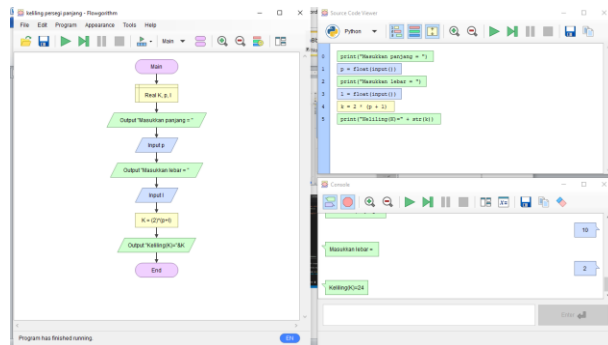 keliling persegi panjang - Flowgorithm
File Edit Program Appearance Tools Help
Main
Main
Real K, p, l
Output "Masukkan panjang = "
Input p
Output "Masukkan lebar = "
Input l
K = (2)*(p+l)
Output "Keliling(K)="&K
End
Program has finished running.
EN
Source Code Viewer
Python
0 print("Masukkan panjang = ")
1 p = float(input())
2 print("Masukkan lebar = ")
3 l = float(input())
4 k = 2 * (p + l)
5 print("Keliling(K)=" + str(k))
Console
10
Masukkan lebar =
2
Keliling(K)=24
Enter